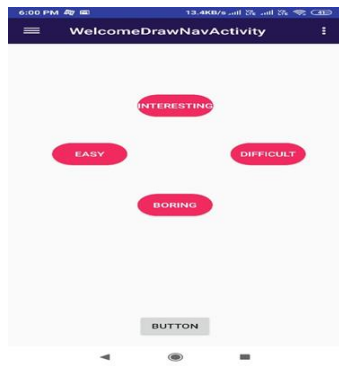 6:00 PM 13.4KB/s
WelcomeDrawNavActivity
INTERESTING
EASY DIFFICULT
BORING
BUTTON